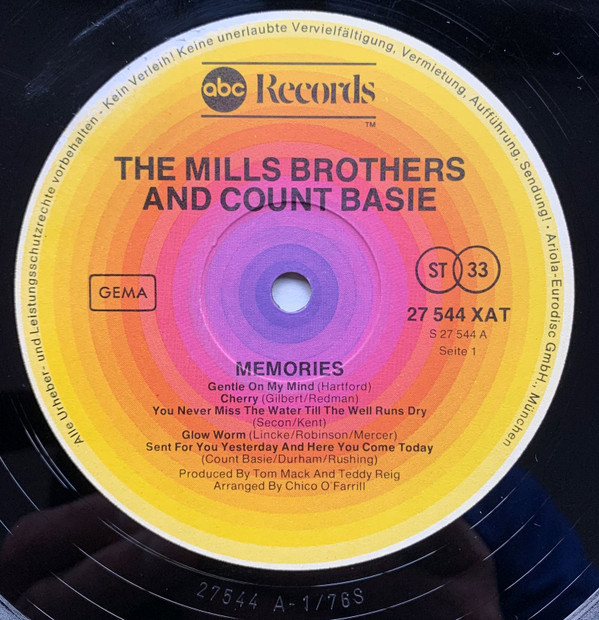 Alle Urheber- und Leistungsschutzrechte vorbehalten - Kein Verleih! Keine unerlaubte Vervielfältigung, Vermietung, Aufführung, Sendung! • Ariola-Eurodisc GmbH., München
abc Records
TM
THE MILLS BROTHERS
AND COUNT BASIE
GEMA
ST 33
27 544 XAT
S 27 544 A
Seite 1
MEMORIES
Gentle On My Mind (Hartford)
Cherry (Gilbert/Redman)
You Never Miss The Water Till The Well Runs Dry
(Secon/Kent)
Glow Worm (Lincke/Robinson/Mercer)
Sent For You Yesterday And Here You Come Today
(Count Basie/Durham/Rushing)
Produced By Tom Mack And Teddy Reig
Arranged By Chico O'Farrill
27544 A-1/76S